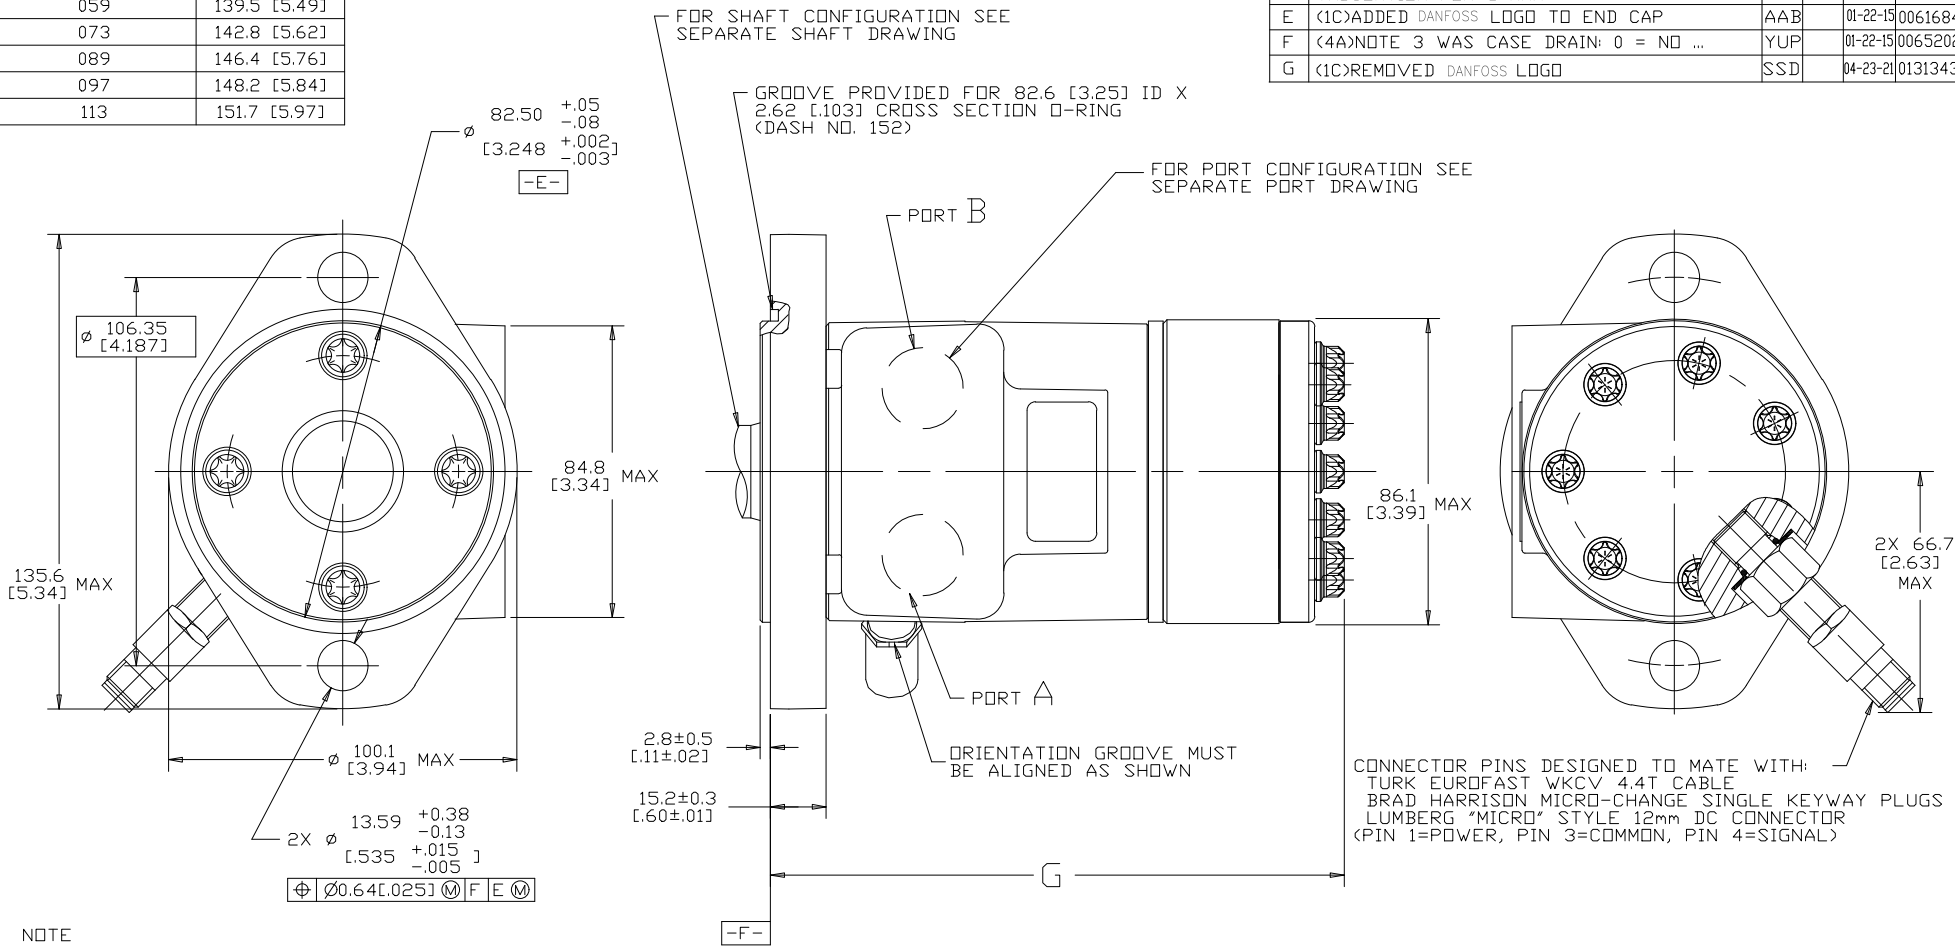 059 139.5 [5.49]
073 142.8 [5.62]
089 146.4 [5.76]
097 148.2 [5.84]
113 151.7 [5.97]
E (1C)ADDED DANFOSS LOGO TO END CAP AAB 01-22-15 0061684
F (4A)NOTE 3 WAS CASE DRAIN: 0 = NO ... YUP 01-22-15 0065202
G (1C)REMOVED DANFOSS LOGO SSD 04-23-21 0131343
FOR SHAFT CONFIGURATION SEE
SEPARATE SHAFT DRAWING
GROOVE PROVIDED FOR 82.6 [3.25] ID X
2.62 [.103] CROSS SECTION O-RING
(DASH NO. 152)
FOR PORT CONFIGURATION SEE
SEPARATE PORT DRAWING
PORT B
ø 82.50 +.05
-.08
[3.248 +.002
-.003]
-E-
ø 106.35
[4.187]
84.8
[3.34] MAX
135.6
[5.34] MAX
86.1
[3.39] MAX
2X 66.7
[2.63]
MAX
PORT A
ø 100.1
[3.94] MAX
2.8±0.5
[.11±.02]
15.2±0.3
[.60±.01]
ORIENTATION GROOVE MUST
BE ALIGNED AS SHOWN
CONNECTOR PINS DESIGNED TO MATE WITH:
TURK EUROFAST WKCV 4.4T CABLE
BRAD HARRISON MICRO-CHANGE SINGLE KEYWAY PLUGS
LUMBERG "MICRO" STYLE 12mm DC CONNECTOR
(PIN 1=POWER, PIN 3=COMMON, PIN 4=SIGNAL)
2X ø 13.59 +0.38
-0.13
[.535 +.015
-.005 ]
⌖ Ø0.64[.025] Ⓜ F E Ⓜ
G
-F-
NOTE